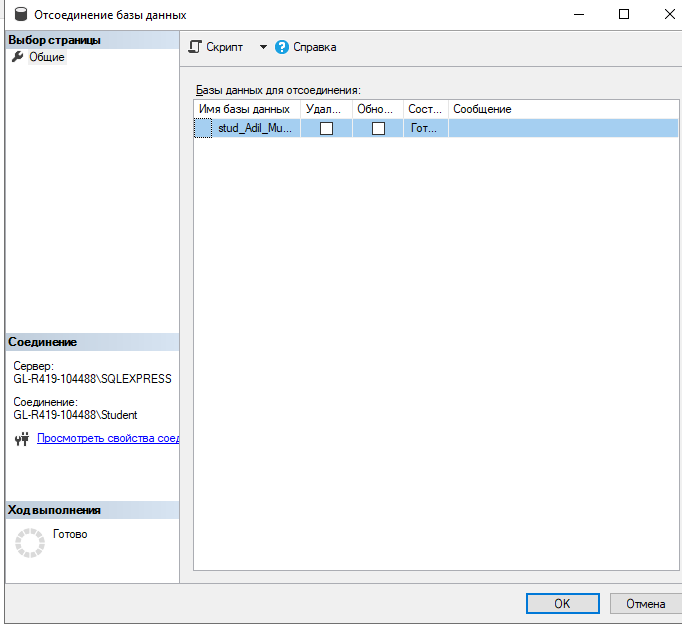 Отсоединение базы данных
Выбор страницы
Общие
Скрипт
Справка
Базы данных для отсоединения:
Имя базы данных Удал... Обно... Сост... Сообщение
stud_Adil_Mu... Гот...
Соединение
Сервер:
GL-R419-104488\SQLEXPRESS
Соединение:
GL-R419-104488\Student
Просмотреть свойства соед
Ход выполнения
Готово
OK Отмена